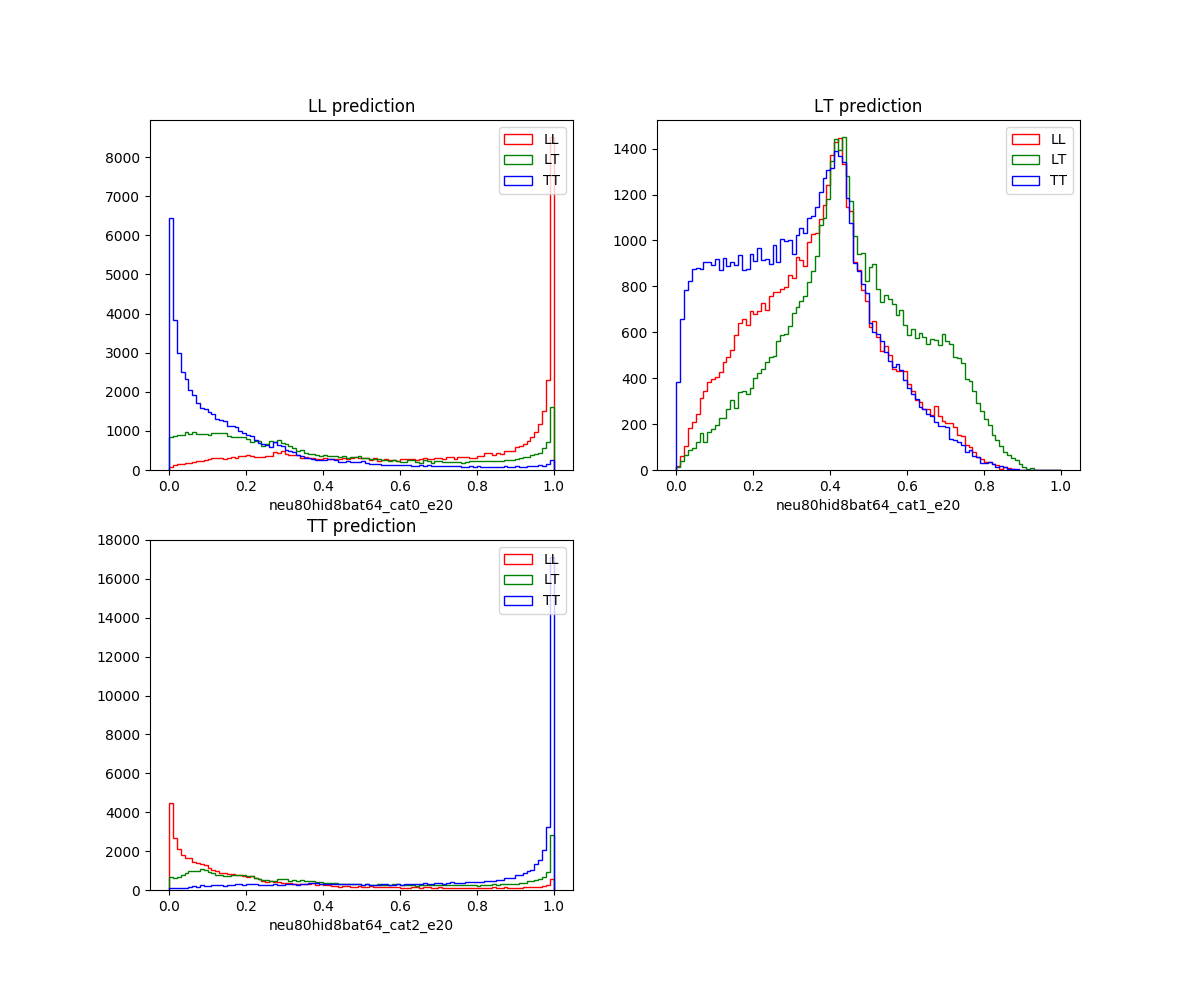 LL prediction
LL
LT
TT
8000
7000
6000
5000
4000
3000
2000
1000
0
0.0 0.2 0.4 0.6 0.8 1.0
neu80hid8bat64_cat0_e20
LT prediction
LL
LT
TT
1400
1200
1000
800
600
400
200
0
0.0 0.2 0.4 0.6 0.8 1.0
neu80hid8bat64_cat1_e20
TT prediction
LL
LT
TT
18000
16000
14000
12000
10000
8000
6000
4000
2000
0
0.0 0.2 0.4 0.6 0.8 1.0
neu80hid8bat64_cat2_e20